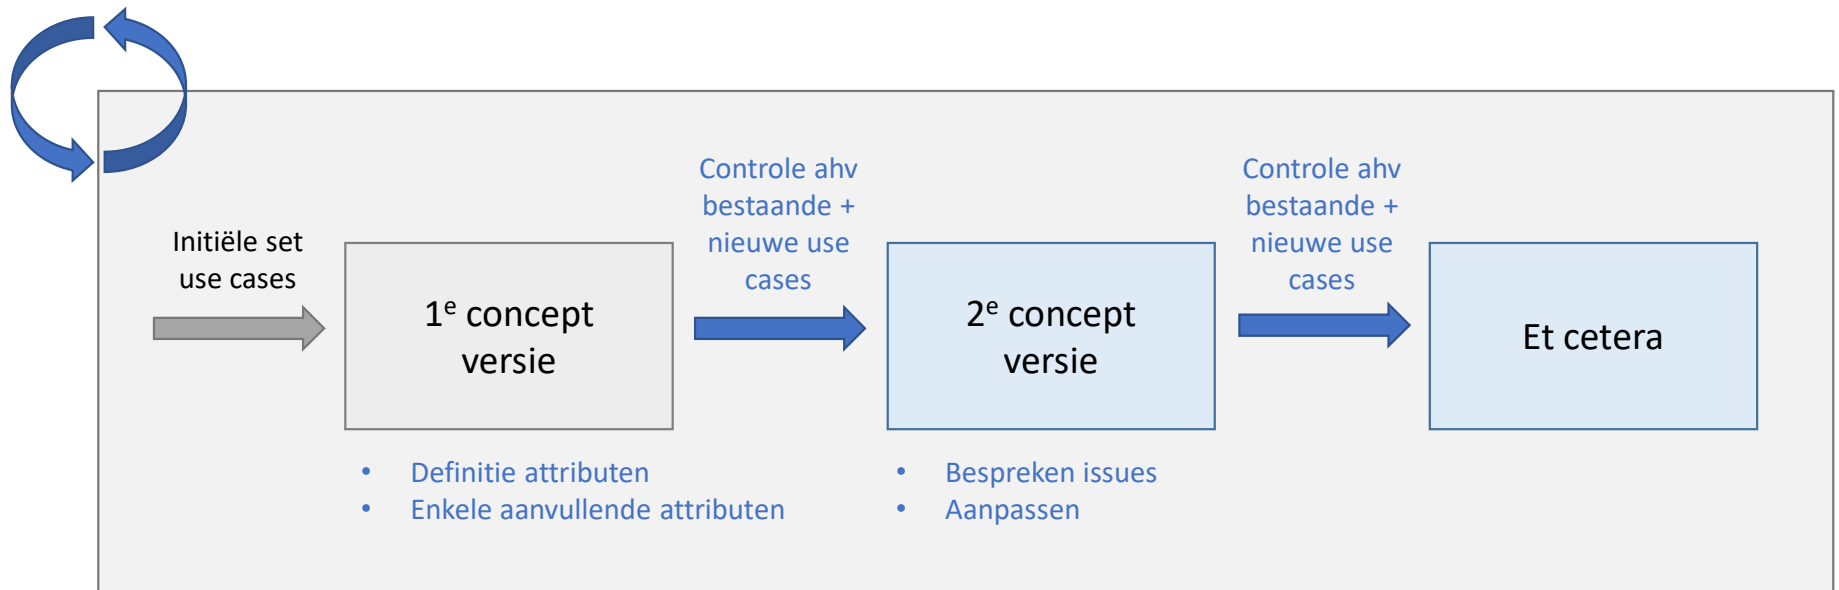 Initiële set
use cases
1e concept
versie
• Definitie attributen
• Enkele aanvullende attributen
Controle ahv
bestaande +
nieuwe use
cases
2e concept
versie
• Bespreken issues
• Aanpassen
Controle ahv
bestaande +
nieuwe use
cases
Et cetera